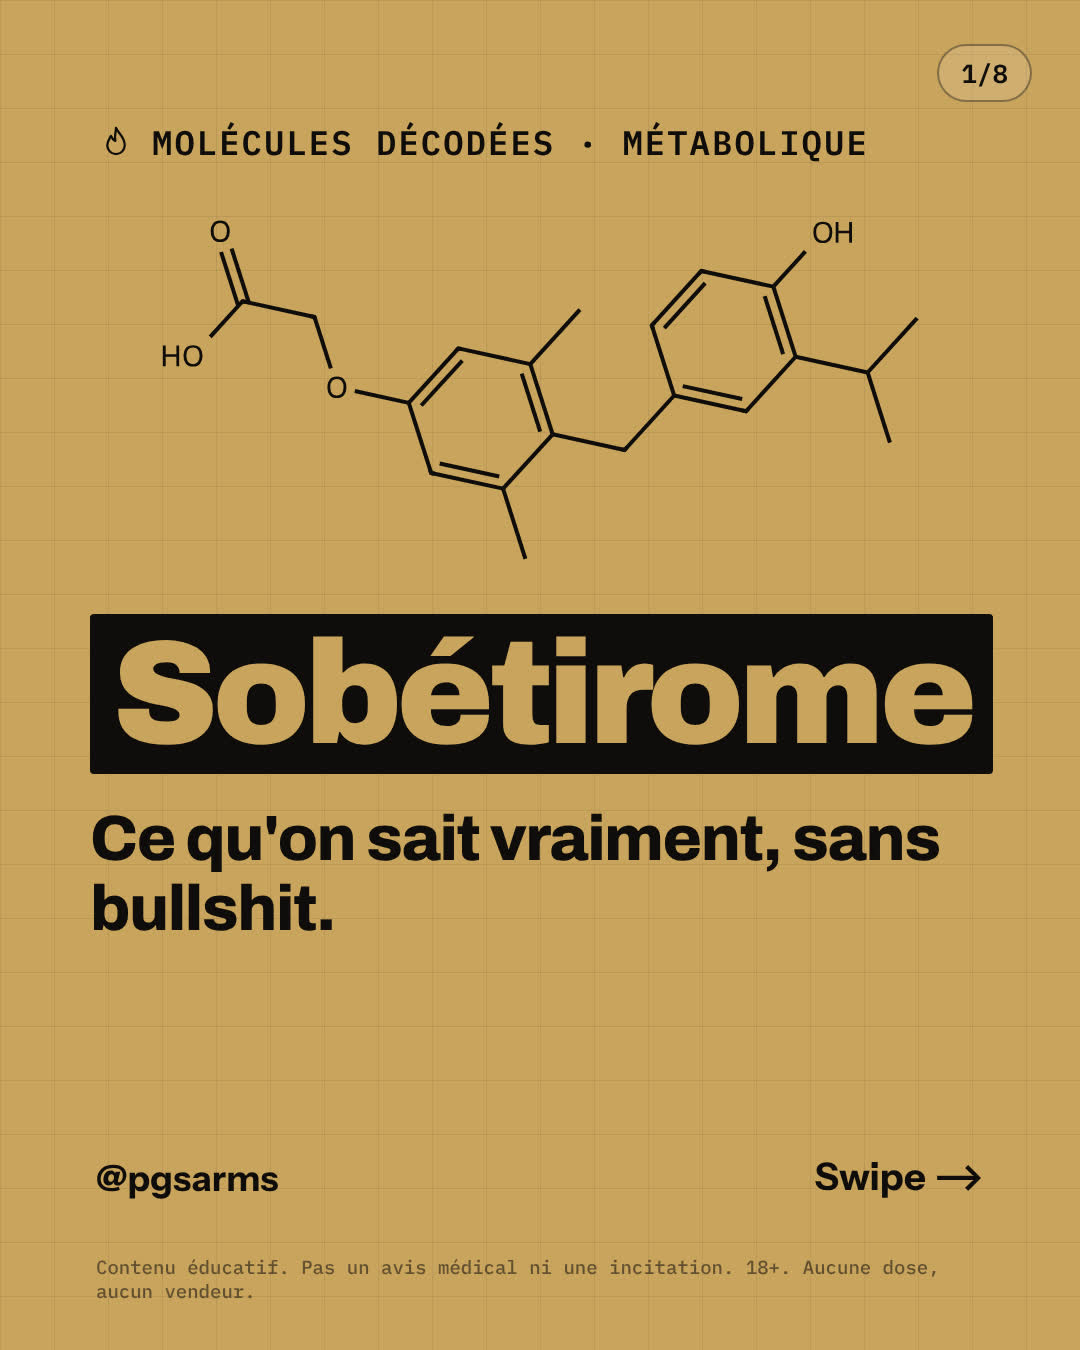 1/8
MOLÉCULES DÉCODÉES · MÉTABOLIQUE
O
OH
HO
O
Sobétirome
Ce qu'on sait vraiment, sans
bullshit.
@pgsarms
Swipe →
Contenu éducatif. Pas un avis médical ni une incitation. 18+. Aucune dose,
aucun vendeur.